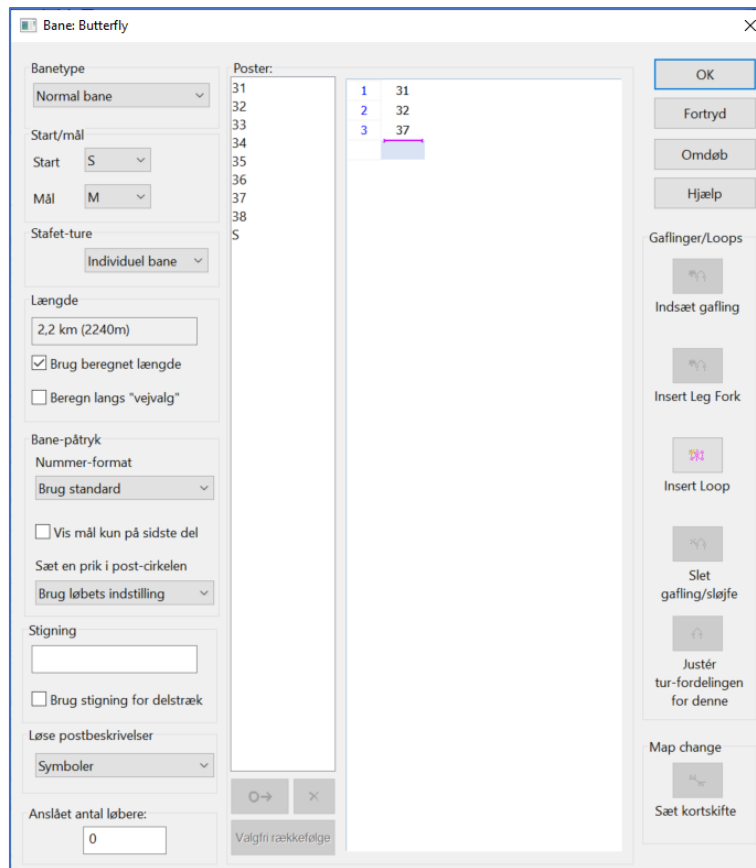 Bane: Butterfly
Banetype
Normal bane
Start/mål
Start S
Mål M
Stafet-ture
Individuel bane
Længde
2,2 km (2240m)
Brug beregnet længde
Beregn langs "vejvalg"
Bane-påtryk
Nummer-format
Brug standard
Vis mål kun på sidste del
Sæt en prik i post-cirkelen
Brug løbets indstilling
Stigning
Brug stigning for delstræk
Løse postbeskrivelser
Symboler
Anslået antal løbere:
0
Poster:
31
32
33
34
35
36
37
38
S
Valgfri rækkefølge
1 31
2 32
3 37
OK
Fortryd
Omdøb
Hjælp
Gaflinger/Loops
Indsæt gafling
Insert Leg Fork
Insert Loop
Slet
gafling/sløjfe
Justér
tur-fordelingen
for denne
Map change
Sæt kortskifte